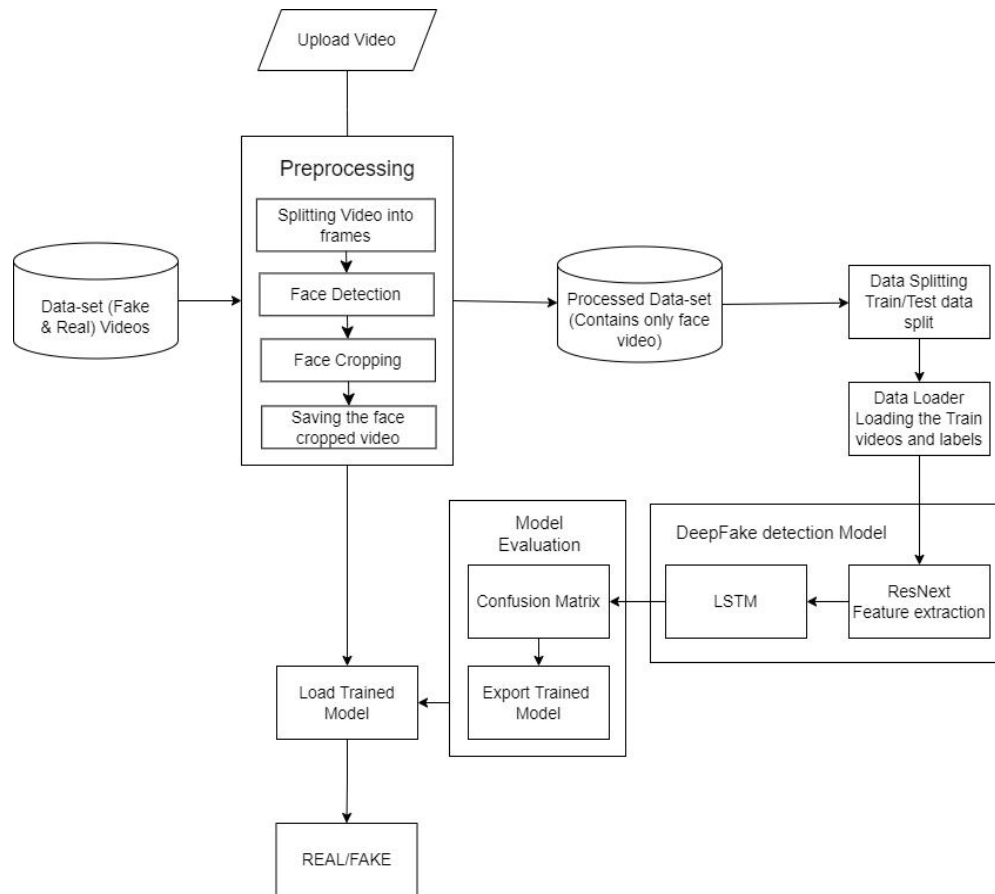 Upload Video
Preprocessing
Splitting Video into
frames
Face Detection
Face Cropping
Saving the face
cropped video
Data-set (Fake
& Real) Videos
Processed Data-set
(Contains only face
video)
Data Splitting
Train/Test data
split
Data Loader
Loading the Train
videos and labels
DeepFake detection Model
ResNext
Feature extraction
LSTM
Model
Evaluation
Confusion Matrix
Export Trained
Model
Load Trained
Model
REAL/FAKE